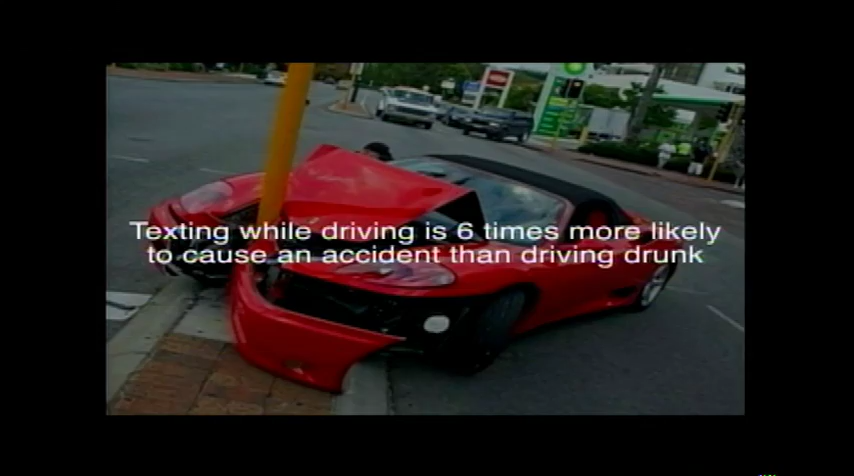 Texting while driving is 6 times more likely
to cause an accident than driving drunk